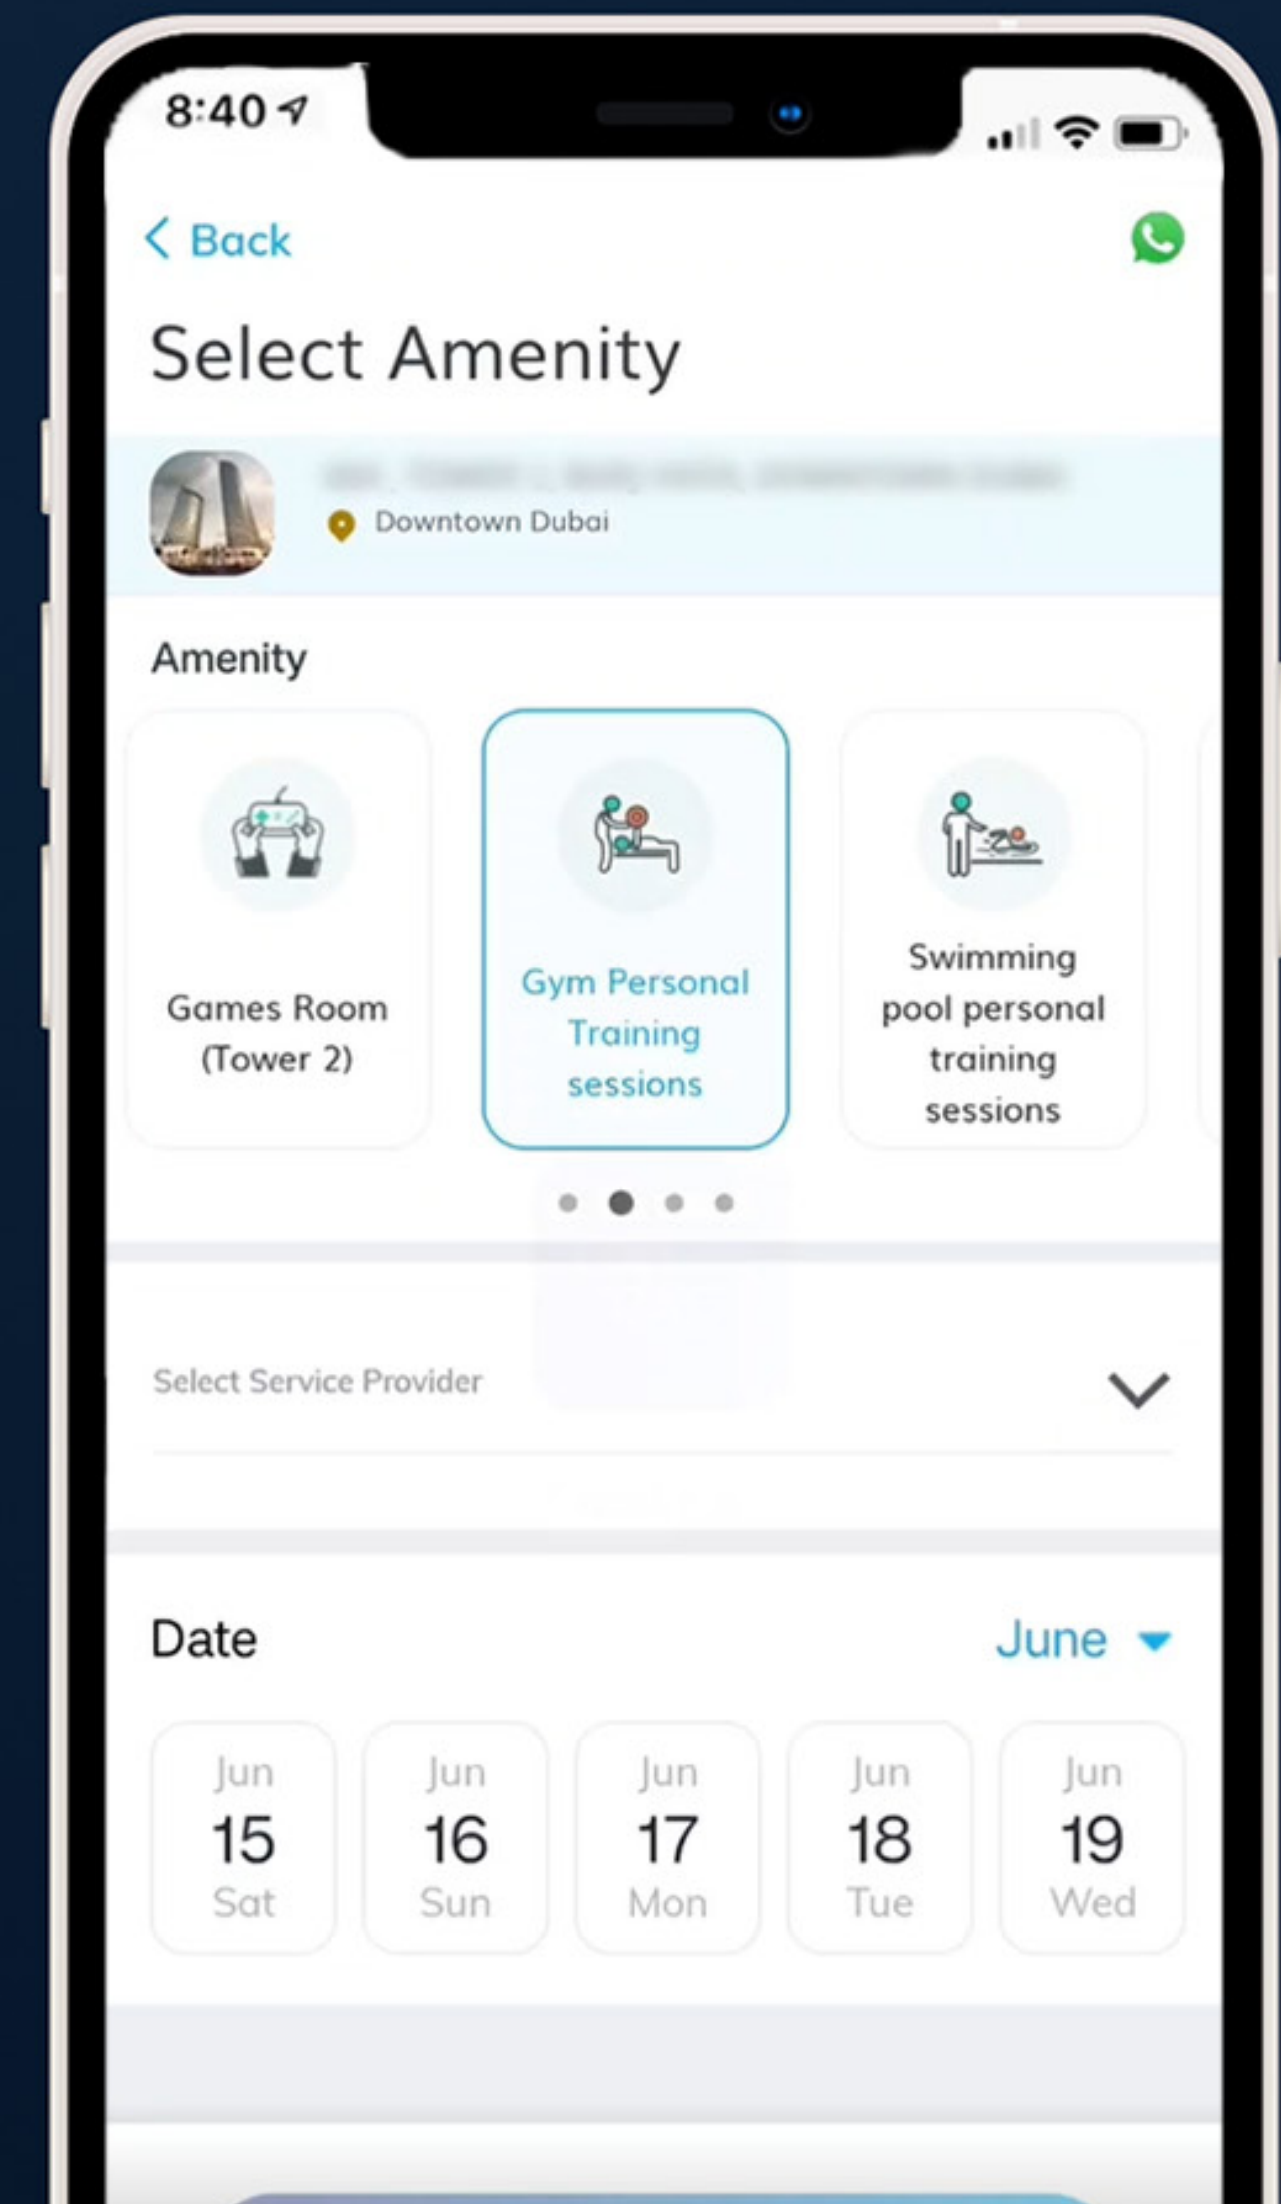 8:40
Back
Select Amenity
Downtown Dubai
Amenity
Games Room
(Tower 2)
Gym Personal
Training
sessions
Swimming
pool personal
training
sessions
Select Service Provider
Date
June
Jun
15
Sat
Jun
16
Sun
Jun
17
Mon
Jun
18
Tue
Jun
19
Wed